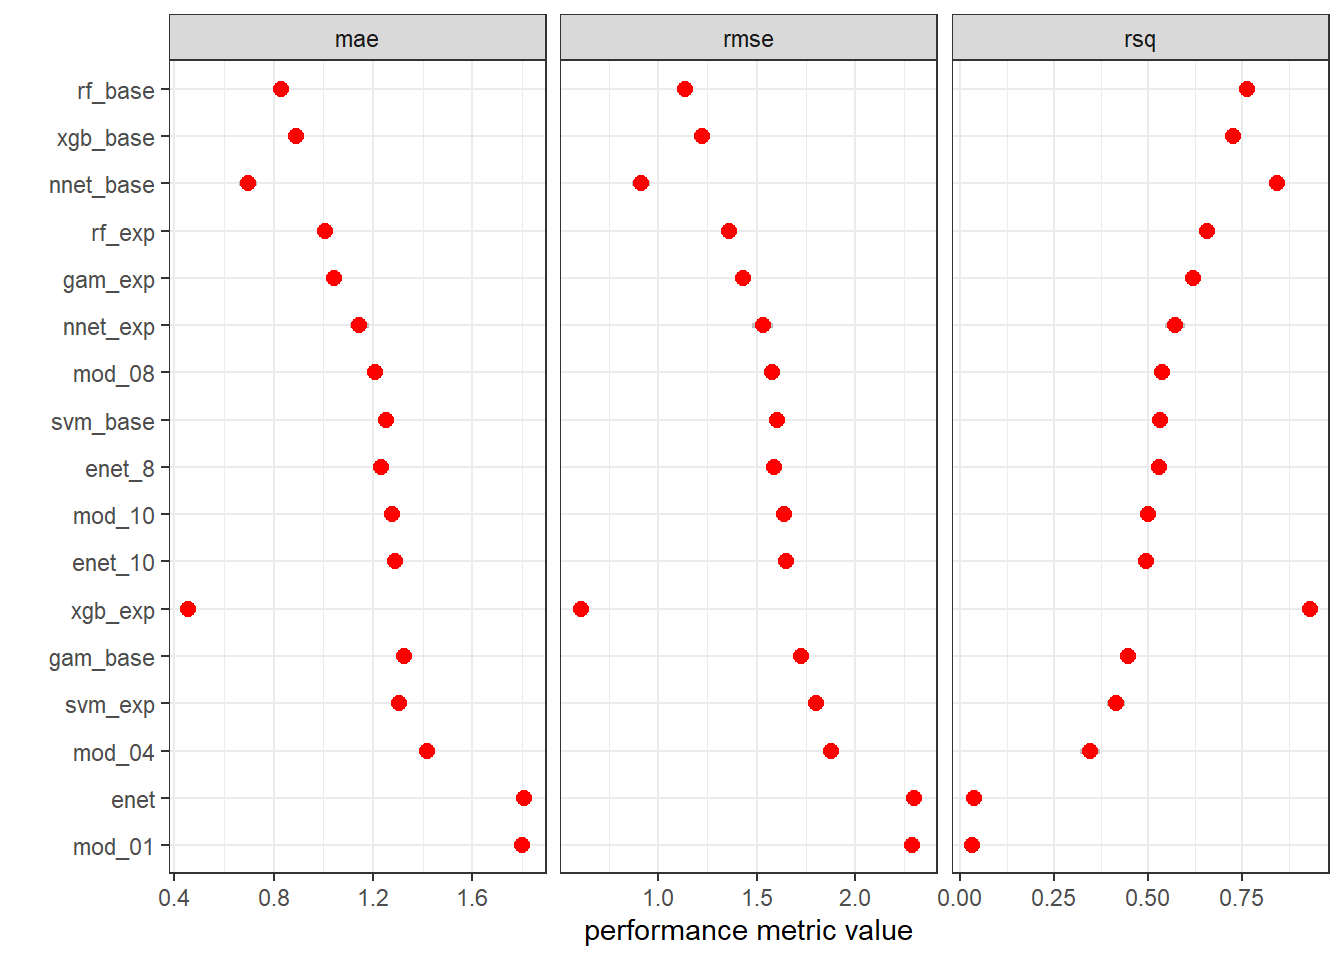 mae rmse rsq
rf_base
xgb_base
nnet_base
rf_exp
gam_exp
nnet_exp
mod_08
svm_base
enet_8
mod_10
enet_10
xgb_exp
gam_base
svm_exp
mod_04
enet
mod_01
0.4 0.8 1.2 1.6 1.0 1.5 2.0 0.00 0.25 0.50 0.75
performance metric value